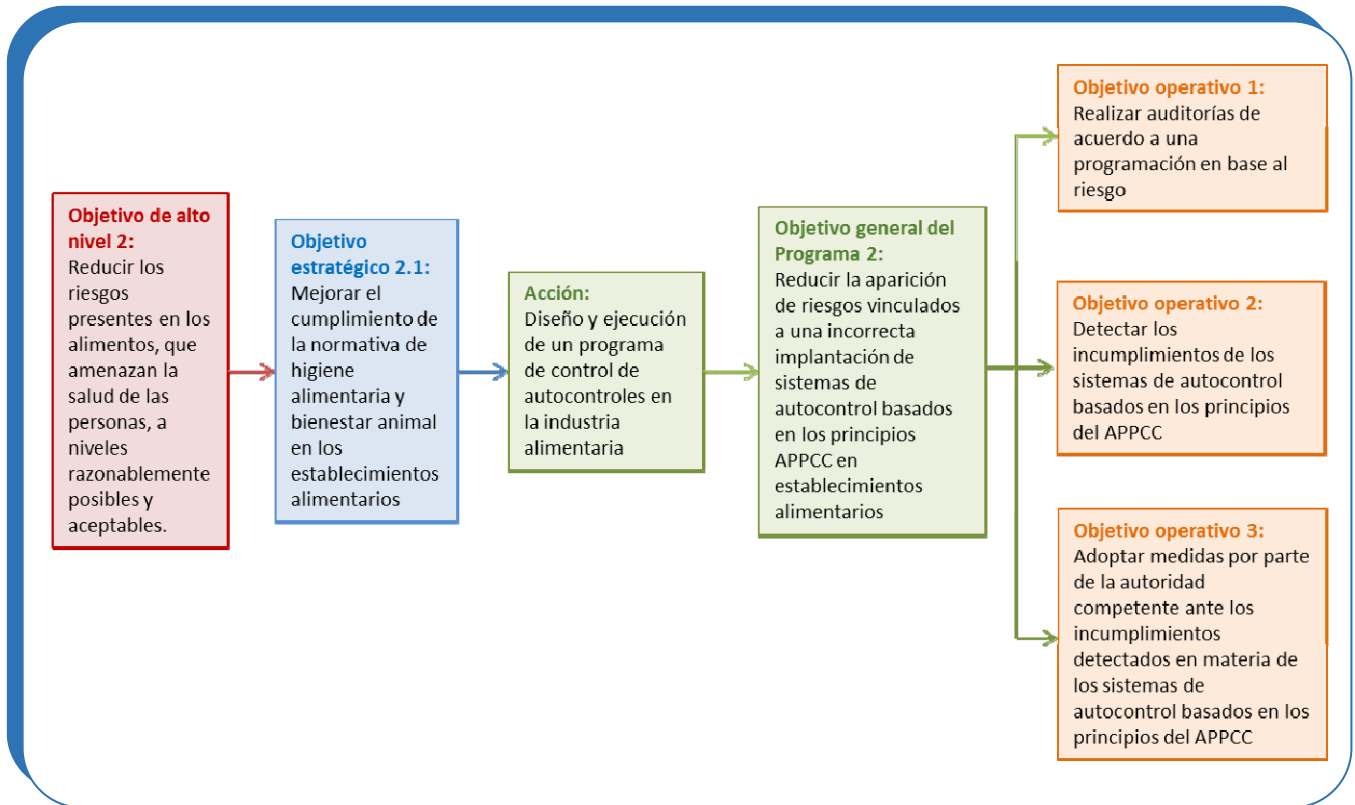 Objetivo de alto
nivel 2:
Reducir los
riesgos
presentes en los
alimentos, que
amenazan la
salud de las
personas, a
niveles
razonablemente
posibles y
aceptables.
Objetivo
estratégico 2.1:
Mejorar el
cumplimiento de
la normativa de
higiene
alimentaria y
bienestar animal
en los
establecimientos
alimentarios
Acción:
Diseño y ejecución
de un programa
de control de
autocontroles en
la industria
alimentaria
Objetivo general del
Programa 2:
Reducir la aparición
de riesgos vinculados
a una incorrecta
implantación de
sistemas de
autocontrol basados
en los principios
APPCC en
establecimientos
alimentarios
Objetivo operativo 1:
Realizar auditorías de
acuerdo a una
programación en base al
riesgo
Objetivo operativo 2:
Detectar los
incumplimientos de los
sistemas de autocontrol
basados en los principios
del APPCC
Objetivo operativo 3:
Adoptar medidas por parte
de la autoridad
competente ante los
incumplimientos
detectados en materia de
los sistemas de
autocontrol basados en los
principios del APPCC